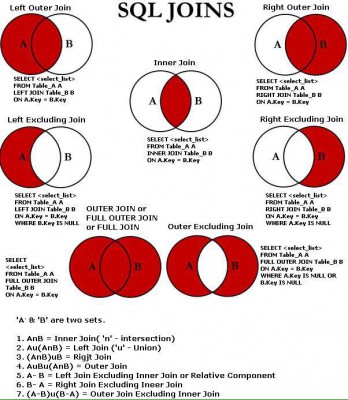 SQL JOINS
Left Outer Join
A B
SELECT <select_list>
FROM Table_A A
LEFT JOIN Table_B B
ON A.Key = B.Key
Right Outer Join
A B
SELECT <select_list>
FROM Table_A A
RIGHT JOIN Table_B B
ON A.Key = B.Key
Inner Join
A B
SELECT <select_list>
FROM Table_A A
INNER JOIN Table_B B
ON A.Key = B.Key
Left Excluding Join
A B
SELECT <select_list>
FROM Table_A A
LEFT JOIN Table_B B
ON A.Key = B.Key
WHERE B.Key IS NULL
Right Excluding Join
A B
SELECT <select_list>
FROM Table_A A
RIGHT JOIN Table_B B
ON A.Key = B.Key
WHERE A.Key IS NULL
OUTER JOIN or
FULL OUTER JOIN
or FULL JOIN
A B
SELECT
<select_list>
FROM Table_A A
FULL OUTER JOIN
Table_B B
ON A.Key = B.Key
Outer Excluding Join
A B
SELECT <select_list>
FROM Table_A A
FULL OUTER JOIN Table_B B
ON A.Key = B.Key
WHERE A.Key IS NULL OR
B.Key IS NULL
'A' & 'B' are two sets.
1. AnB = Inner Join( 'n' - intersection)
2. Au(AnB) = Left Join ('u' - Union)
3. (AnB)uB = Rigjt Join
4. AuBu(AnB) = Outer Join
5. A- B = Left Join Excluding Inner Join or Relative Component
6. B- A = Right Join Excluding Ineer Join
7. (A-B)u(B-A) = Outer Join Excluding Inner Join